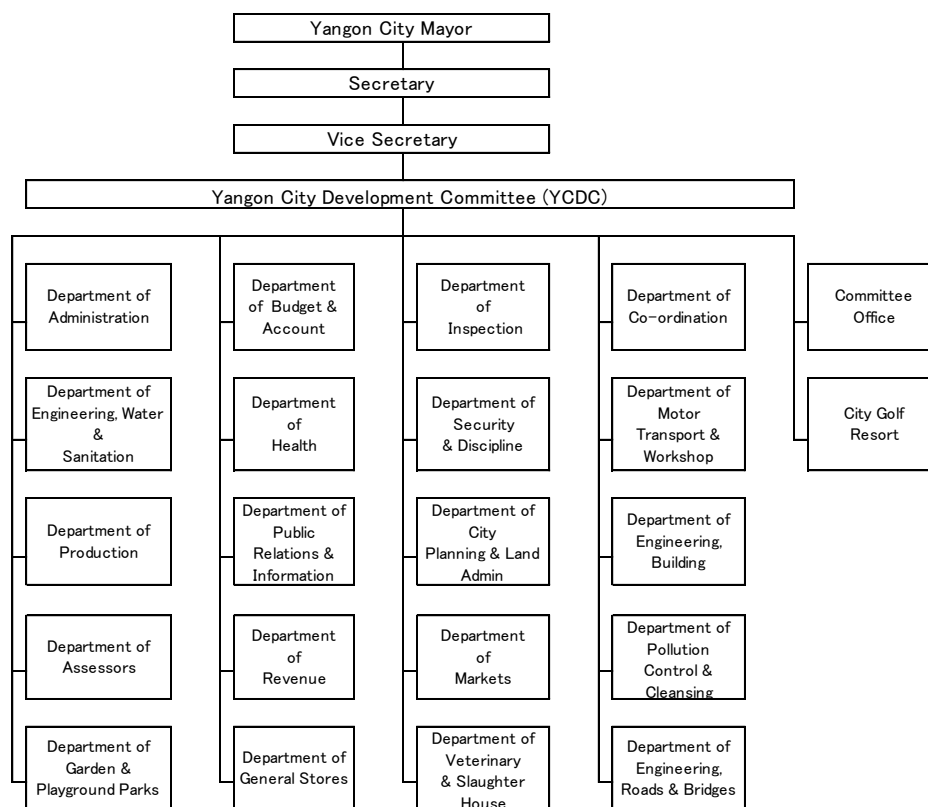 Yangon City Mayor
Secretary
Vice Secretary
Yangon City Development Committee (YCDC)
Department of
Administration
Department
of Budget &
Account
Department
of
Inspection
Department of
Co-ordination
Committee
Office
Department of
Engineering, Water
&
Sanitation
Department
of
Health
Department of
Security
& Discipline
Department of
Motor
Transport &
Workshop
City Golf
Resort
Department of
Production
Department of
Public
Relations &
Information
Department of
City
Planning & Land
Admin
Department of
Engineering,
Building
Department of
Assessors
Department
of
Revenue
Department
of
Markets
Department of
Pollution
Control &
Cleansing
Department of
Garden &
Playground Parks
Department of
General Stores
Department of
Veterinary
& Slaughter
House
Department of
Engineering,
Roads & Bridges